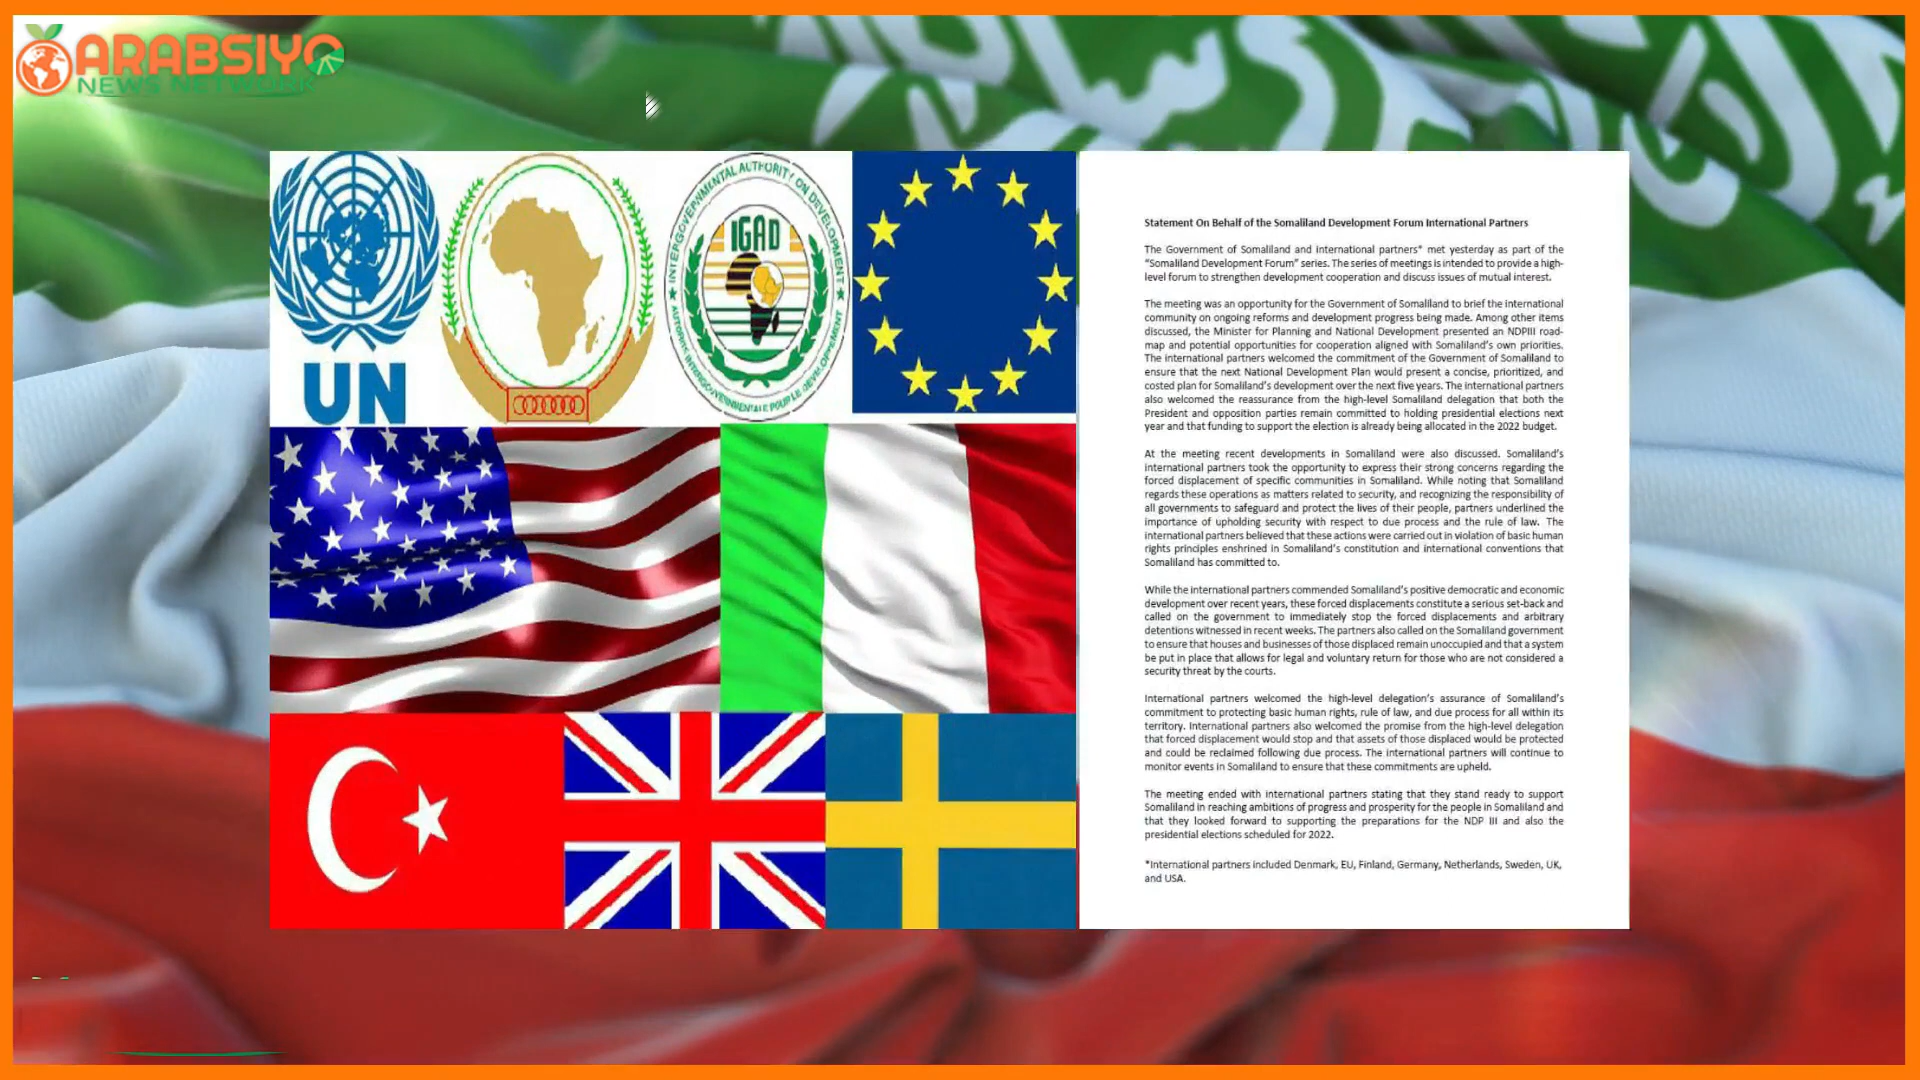 ARABSIYO
NEWS NETWORK
UN
INTERGOVERNMENTAL AUTHORITY ON DEVELOPMENT
IGAD
AUTORITE INTERGOUVERNEMENTALE POUR LE DEVELOPPEMENT
Statement On Behalf of the Somaliland Development Forum International Partners
The Government of Somaliland and international partners* met yesterday as part of the
“Somaliland Development Forum” series. The series of meetings is intended to provide a high-
level forum to strengthen development cooperation and discuss issues of mutual interest.
The meeting was an opportunity for the Government of Somaliland to brief the international
community on ongoing reforms and development progress being made. Among other items
discussed, the Minister for Planning and National Development presented an NDPIII road-
map and potential opportunities for cooperation aligned with Somaliland’s own priorities.
The international partners welcomed the commitment of the Government of Somaliland to
ensure that the next National Development Plan would present a concise, prioritized, and
costed plan for Somaliland’s development over the next five years. The international partners
also welcomed the reassurance from the high-level Somaliland delegation that both the
President and opposition parties remain committed to holding presidential elections next
year and that funding to support the election is already being allocated in the 2022 budget.
At the meeting recent developments in Somaliland were also discussed. Somaliland’s
international partners took the opportunity to express their strong concerns regarding the
forced displacement of specific communities in Somaliland. While noting that Somaliland
regards these operations as matters related to security, and recognizing the responsibility of
all governments to safeguard and protect the lives of their people, partners underlined the
importance of upholding security with respect to due process and the rule of law. The
international partners believed that these actions were carried out in violation of basic human
rights principles enshrined in Somaliland’s constitution and international conventions that
Somaliland has committed to.
While the international partners commended Somaliland’s positive democratic and economic
development over recent years, these forced displacements constitute a serious set-back and
called on the government to immediately stop the forced displacements and arbitrary
detentions witnessed in recent weeks. The partners also called on the Somaliland government
to ensure that houses and businesses of those displaced remain unoccupied and that a system
be put in place that allows for legal and voluntary return for those who are not considered a
security threat by the courts.
International partners welcomed the high-level delegation’s assurance of Somaliland’s
commitment to protecting basic human rights, rule of law, and due process for all within its
territory. International partners also welcomed the promise from the high-level delegation
that forced displacement would stop and that assets of those displaced would be protected
and could be reclaimed following due process. The international partners will continue to
monitor events in Somaliland to ensure that these commitments are upheld.
The meeting ended with international partners stating that they stand ready to support
Somaliland in reaching ambitions of progress and prosperity for the people in Somaliland and
that they looked forward to supporting the preparations for the NDP III and also the
presidential elections scheduled for 2022.
*International partners included Denmark, EU, Finland, Germany, Netherlands, Sweden, UK,
and USA.